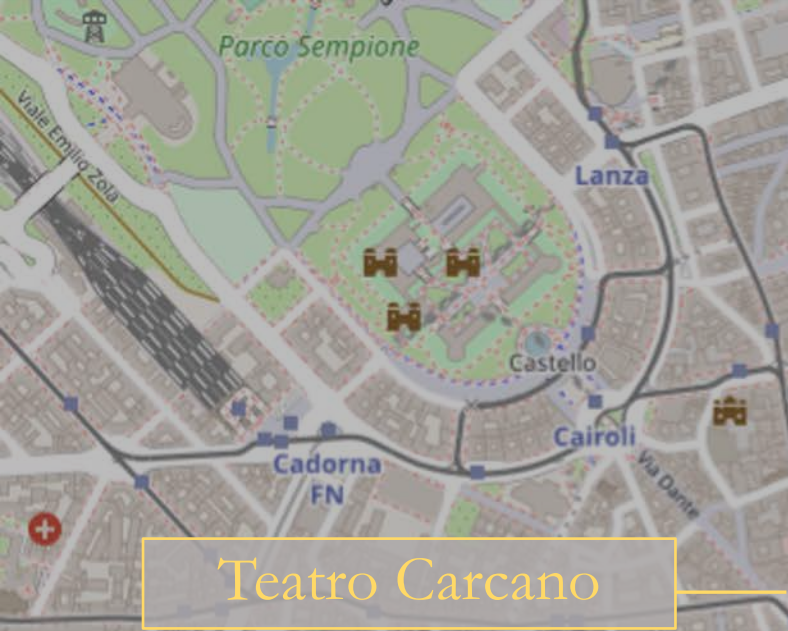 Parco Sempione
Viale Emilio Zola
Lanza
Castello
Cairoli
Cadorna
FN
Via Dante
Teatro Carcano